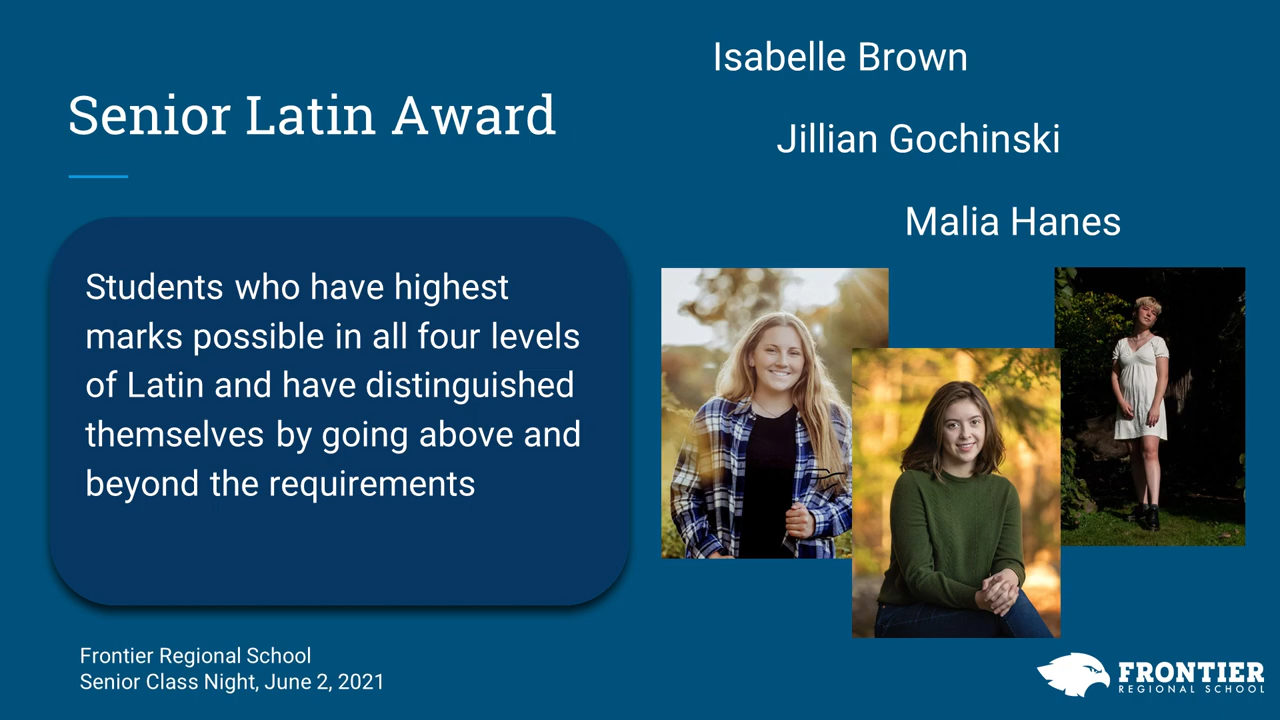 Senior Latin Award
Students who have highest
marks possible in all four levels
of Latin and have distinguished
themselves by going above and
beyond the requirements
Isabelle Brown
Jillian Gochinski
Malia Hanes
Frontier Regional School
Senior Class Night, June 2, 2021
FRONTIER
REGIONAL SCHOOL